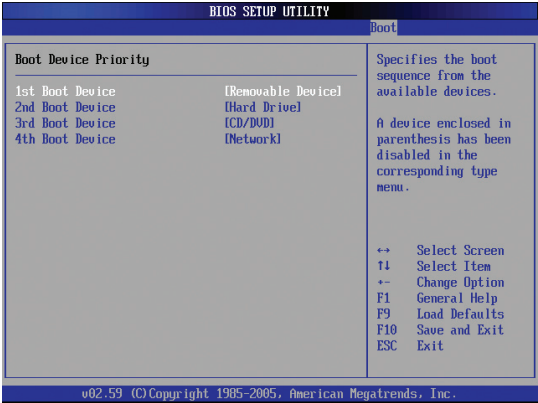 BIOS SETUP UTILITY
Boot
Boot Device Priority
1st Boot Device [Removable Device]
2nd Boot Device [Hard Drive]
3rd Boot Device [CD/DVD]
4th Boot Device [Network]
Specifies the boot
sequence from the
available devices.
A device enclosed in
parenthesis has been
disabled in the
corresponding type
menu.
↔ Select Screen
↑↓ Select Item
+- Change Option
F1 General Help
F9 Load Defaults
F10 Save and Exit
ESC Exit
v02.59 (C)Copyright 1985-2005, American Megatrends, Inc.